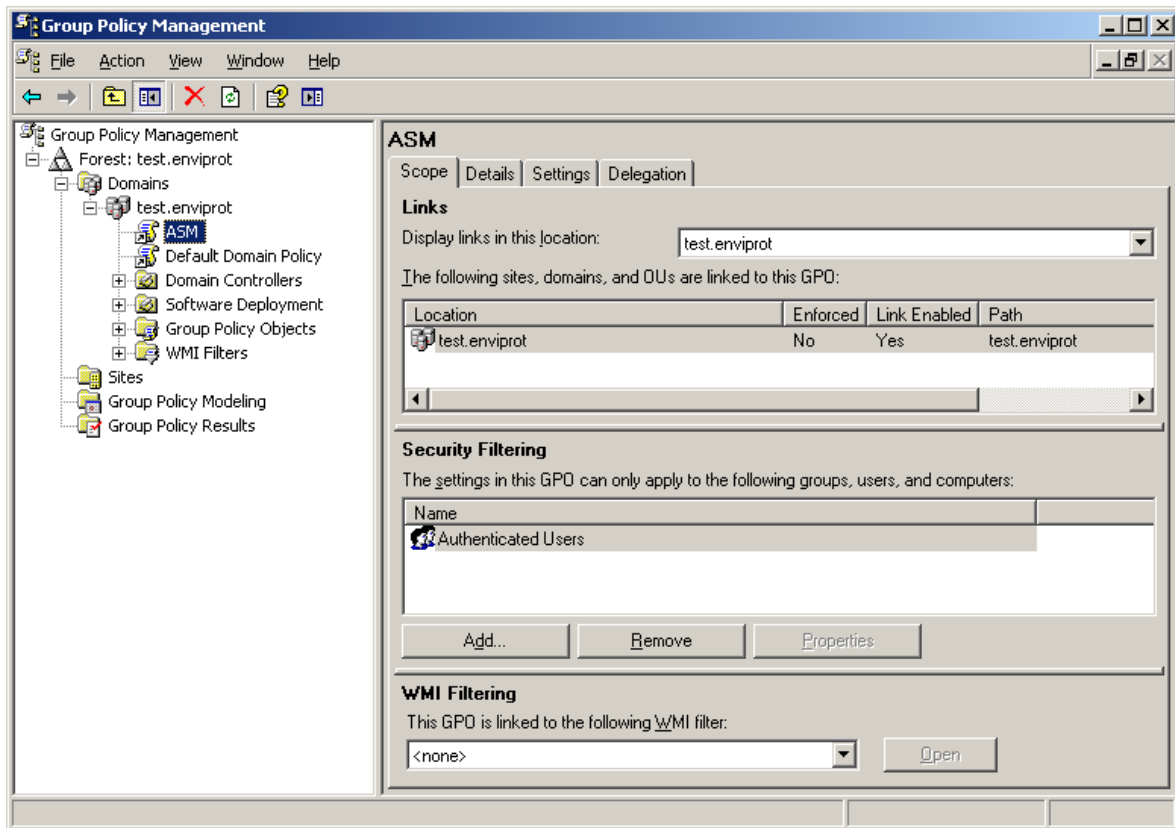 Group Policy Management
File Action View Window Help
Group Policy Management
Forest: test.enviprot
Domains
test.enviprot
ASM
Default Domain Policy
Domain Controllers
Software Deployment
Group Policy Objects
WMI Filters
Sites
Group Policy Modeling
Group Policy Results
ASM
Scope Details Settings Delegation
Links
Display links in this location: test.enviprot
The following sites, domains, and OUs are linked to this GPO:
Location Enforced Link Enabled Path
test.enviprot No Yes test.enviprot
Security Filtering
The settings in this GPO can only apply to the following groups, users, and computers:
Name
Authenticated Users
Add... Remove Properties
WMI Filtering
This GPO is linked to the following WMI filter:
<none> Open